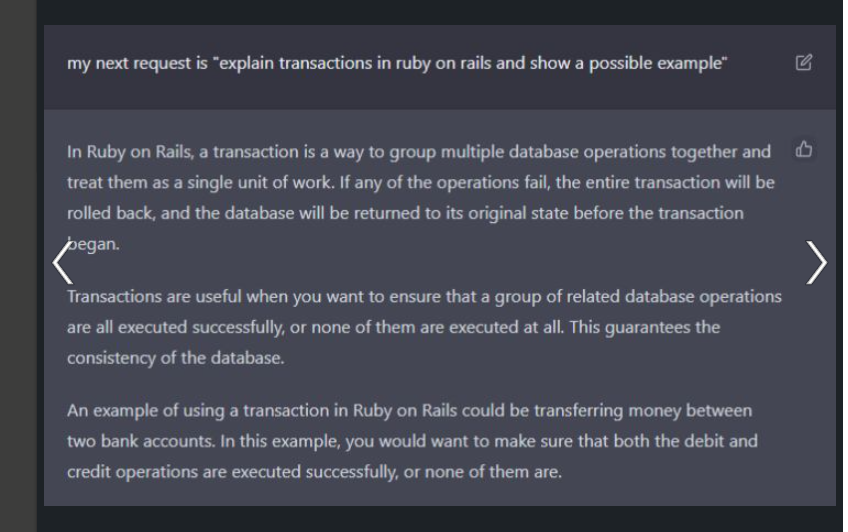 my next request is "explain transactions in ruby on rails and show a possible example"
In Ruby on Rails, a transaction is a way to group multiple database operations together and
treat them as a single unit of work. If any of the operations fail, the entire transaction will be
rolled back, and the database will be returned to its original state before the transaction
began.
Transactions are useful when you want to ensure that a group of related database operations
are all executed successfully, or none of them are executed at all. This guarantees the
consistency of the database.
An example of using a transaction in Ruby on Rails could be transferring money between
two bank accounts. In this example, you would want to make sure that both the debit and
credit operations are executed successfully, or none of them are.